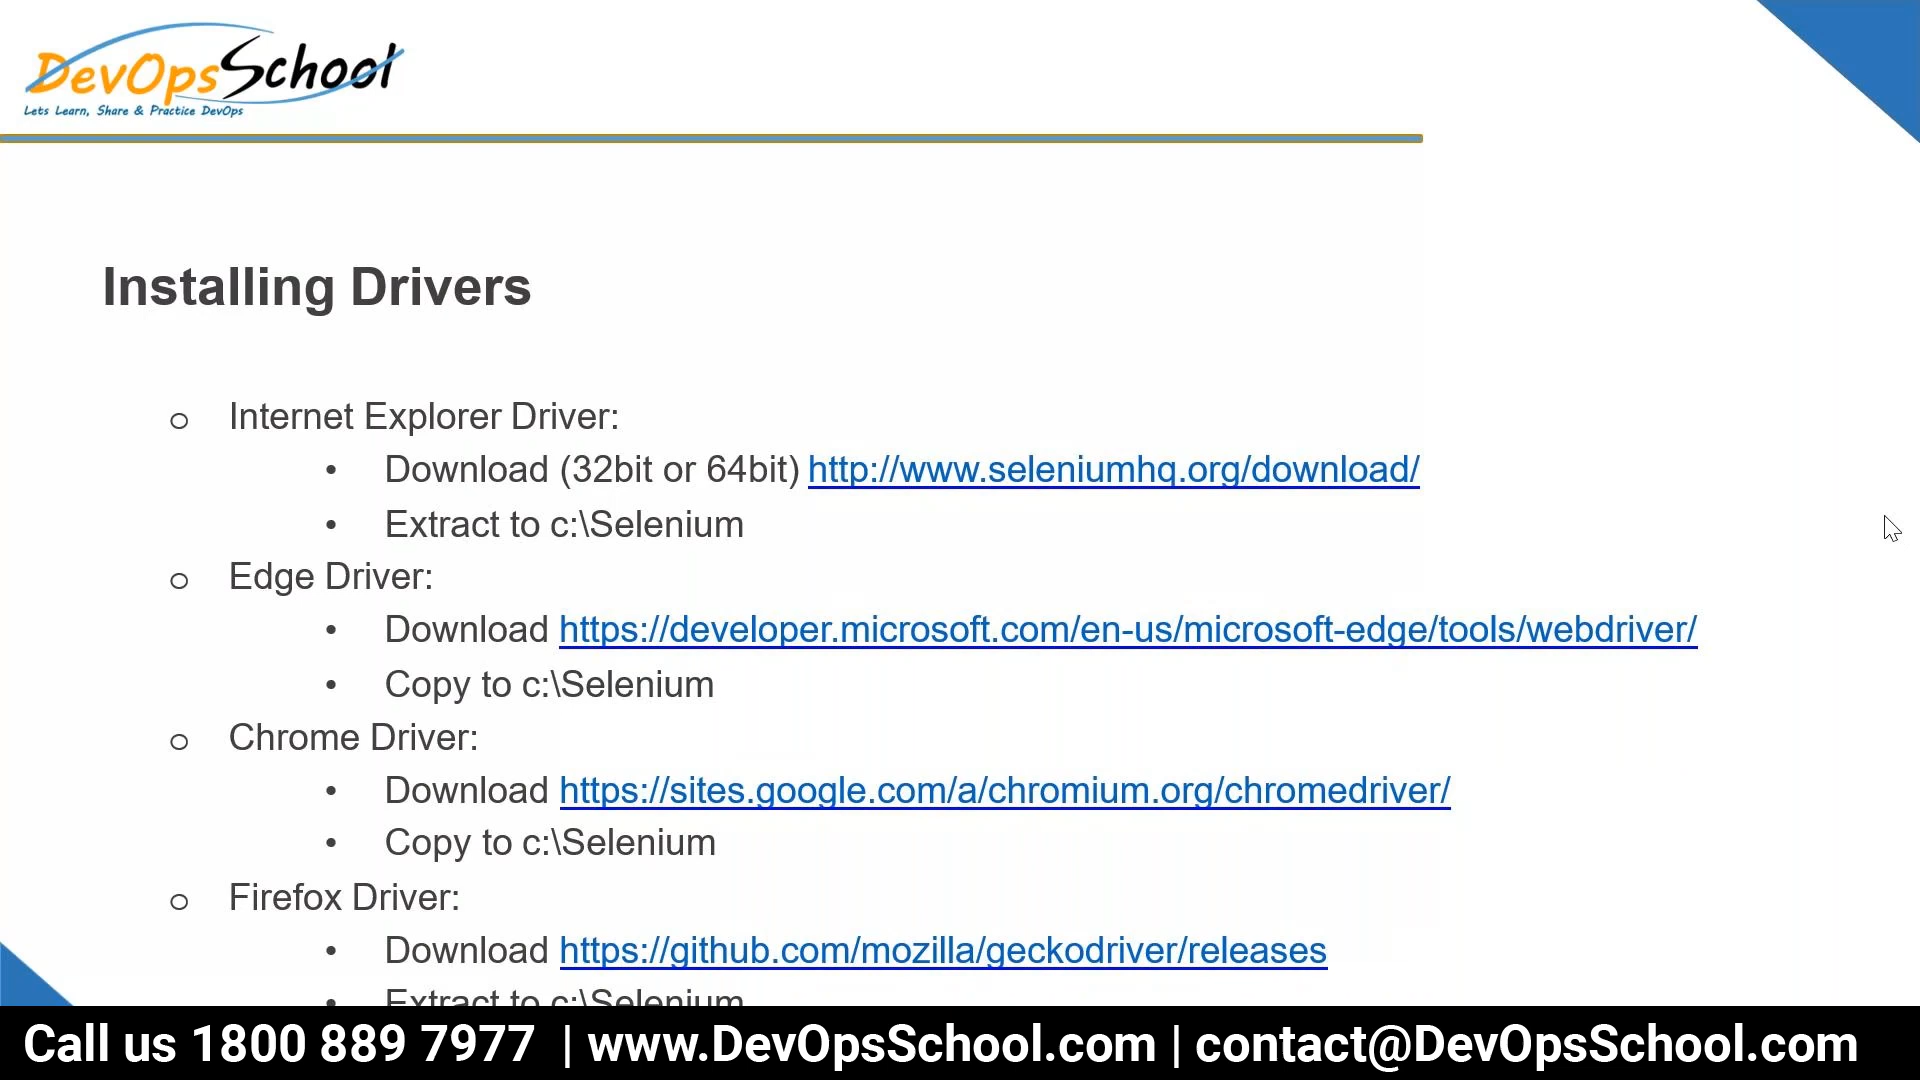 DevOpsSchool
Lets Learn, Share & Practice DevOps
Installing Drivers
o Internet Explorer Driver:
• Download (32bit or 64bit) http://www.seleniumhq.org/download/
• Extract to c:\Selenium
o Edge Driver:
• Download https://developer.microsoft.com/en-us/microsoft-edge/tools/webdriver/
• Copy to c:\Selenium
o Chrome Driver:
• Download https://sites.google.com/a/chromium.org/chromedriver/
• Copy to c:\Selenium
o Firefox Driver:
• Download https://github.com/mozilla/geckodriver/releases
• Extract to c:\Selenium
Call us 1800 889 7977 | www.DevOpsSchool.com | contact@DevOpsSchool.com